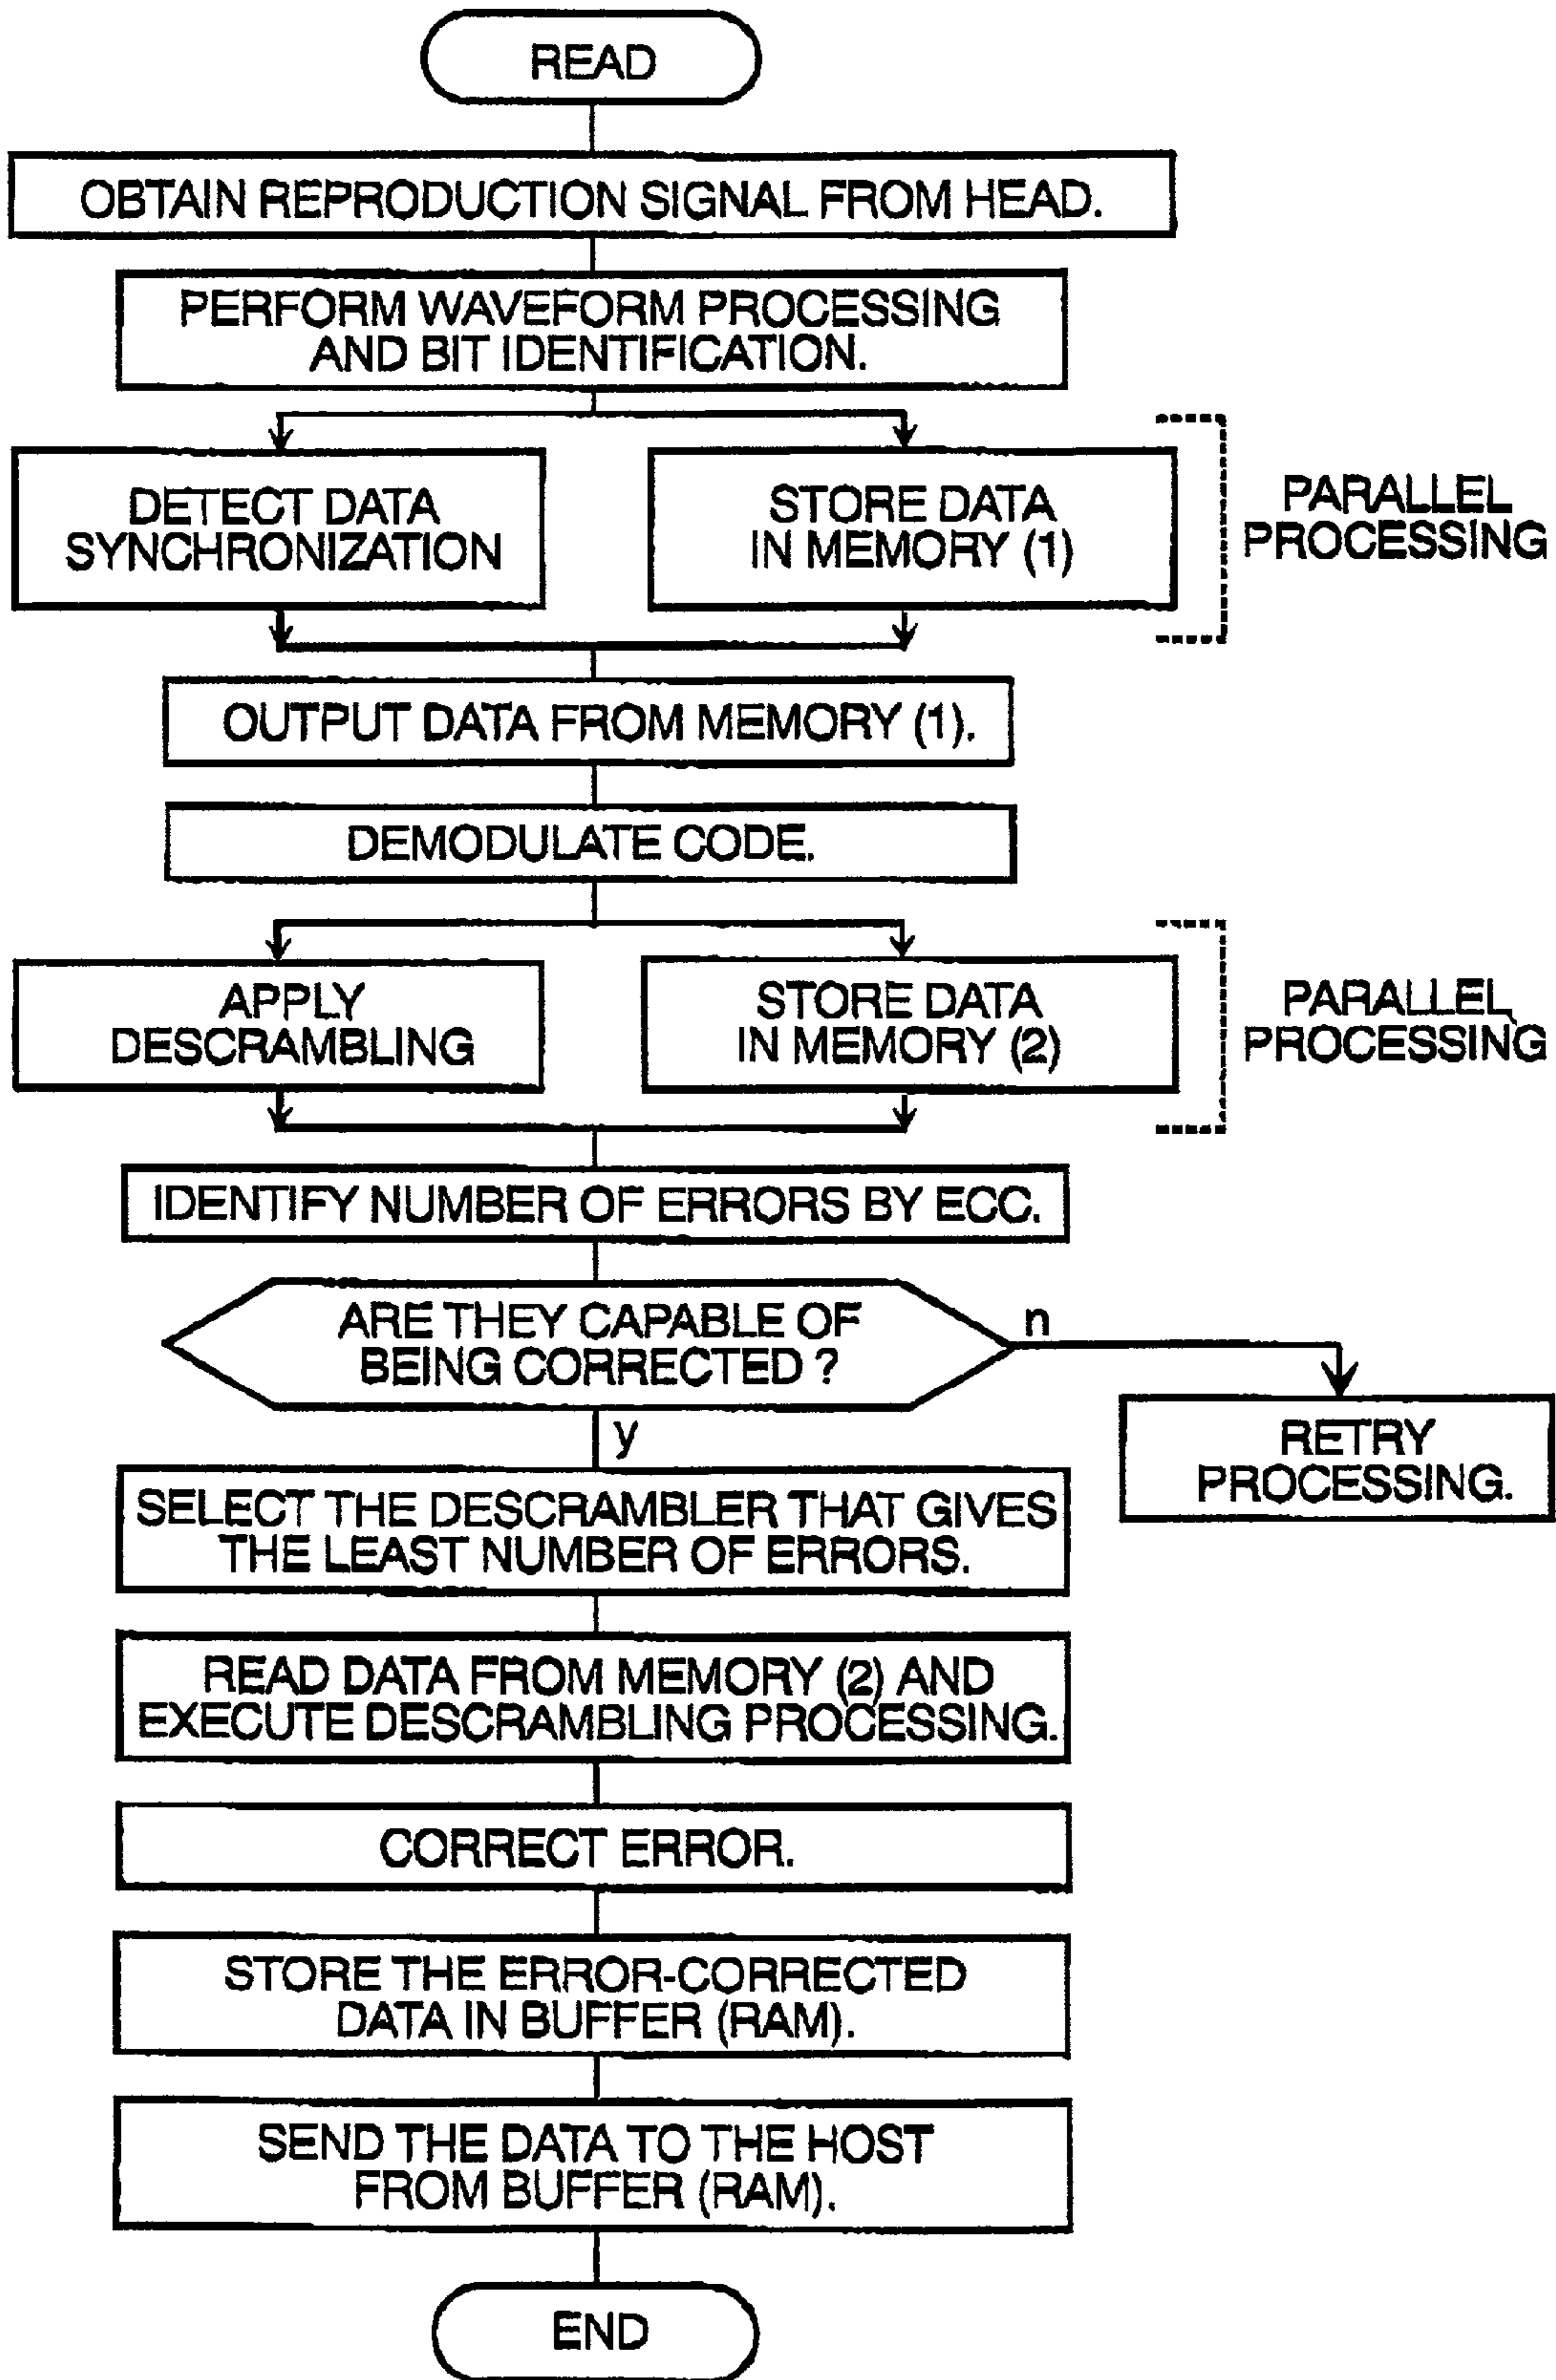 READ
OBTAIN REPRODUCTION SIGNAL FROM HEAD.
PERFORM WAVEFORM PROCESSING
AND BIT IDENTIFICATION.
DETECT DATA
SYNCHRONIZATION
STORE DATA
IN MEMORY (1)
PARALLEL
PROCESSING
OUTPUT DATA FROM MEMORY (1).
DEMODULATE CODE.
APPLY
DESCRAMBLING
STORE DATA
IN MEMORY (2)
PARALLEL
PROCESSING
IDENTIFY NUMBER OF ERRORS BY ECC.
ARE THEY CAPABLE OF
BEING CORRECTED ?
n
y
RETRY
PROCESSING.
SELECT THE DESCRAMBLER THAT GIVES
THE LEAST NUMBER OF ERRORS.
READ DATA FROM MEMORY (2) AND
EXECUTE DESCRAMBLING PROCESSING.
CORRECT ERROR.
STORE THE ERROR-CORRECTED
DATA IN BUFFER (RAM).
SEND THE DATA TO THE HOST
FROM BUFFER (RAM).
END